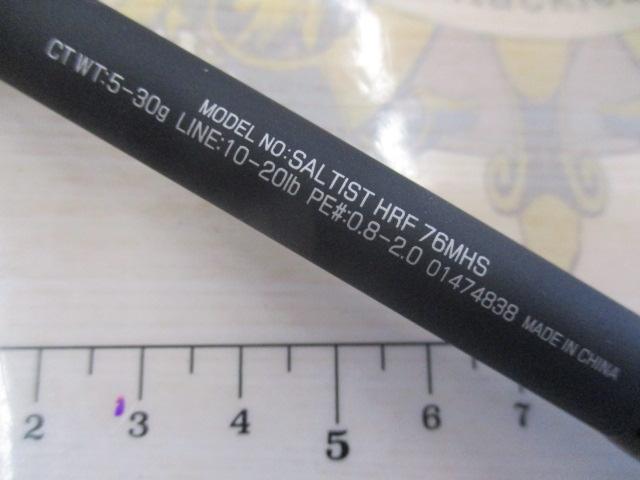 MODEL NO:SALTIST HRF 76MHS
CT WT:5-30g LINE:10-20lb PE#:0.8-2.0 01474838 MADE IN CHINA
2 3 4 5 6 7